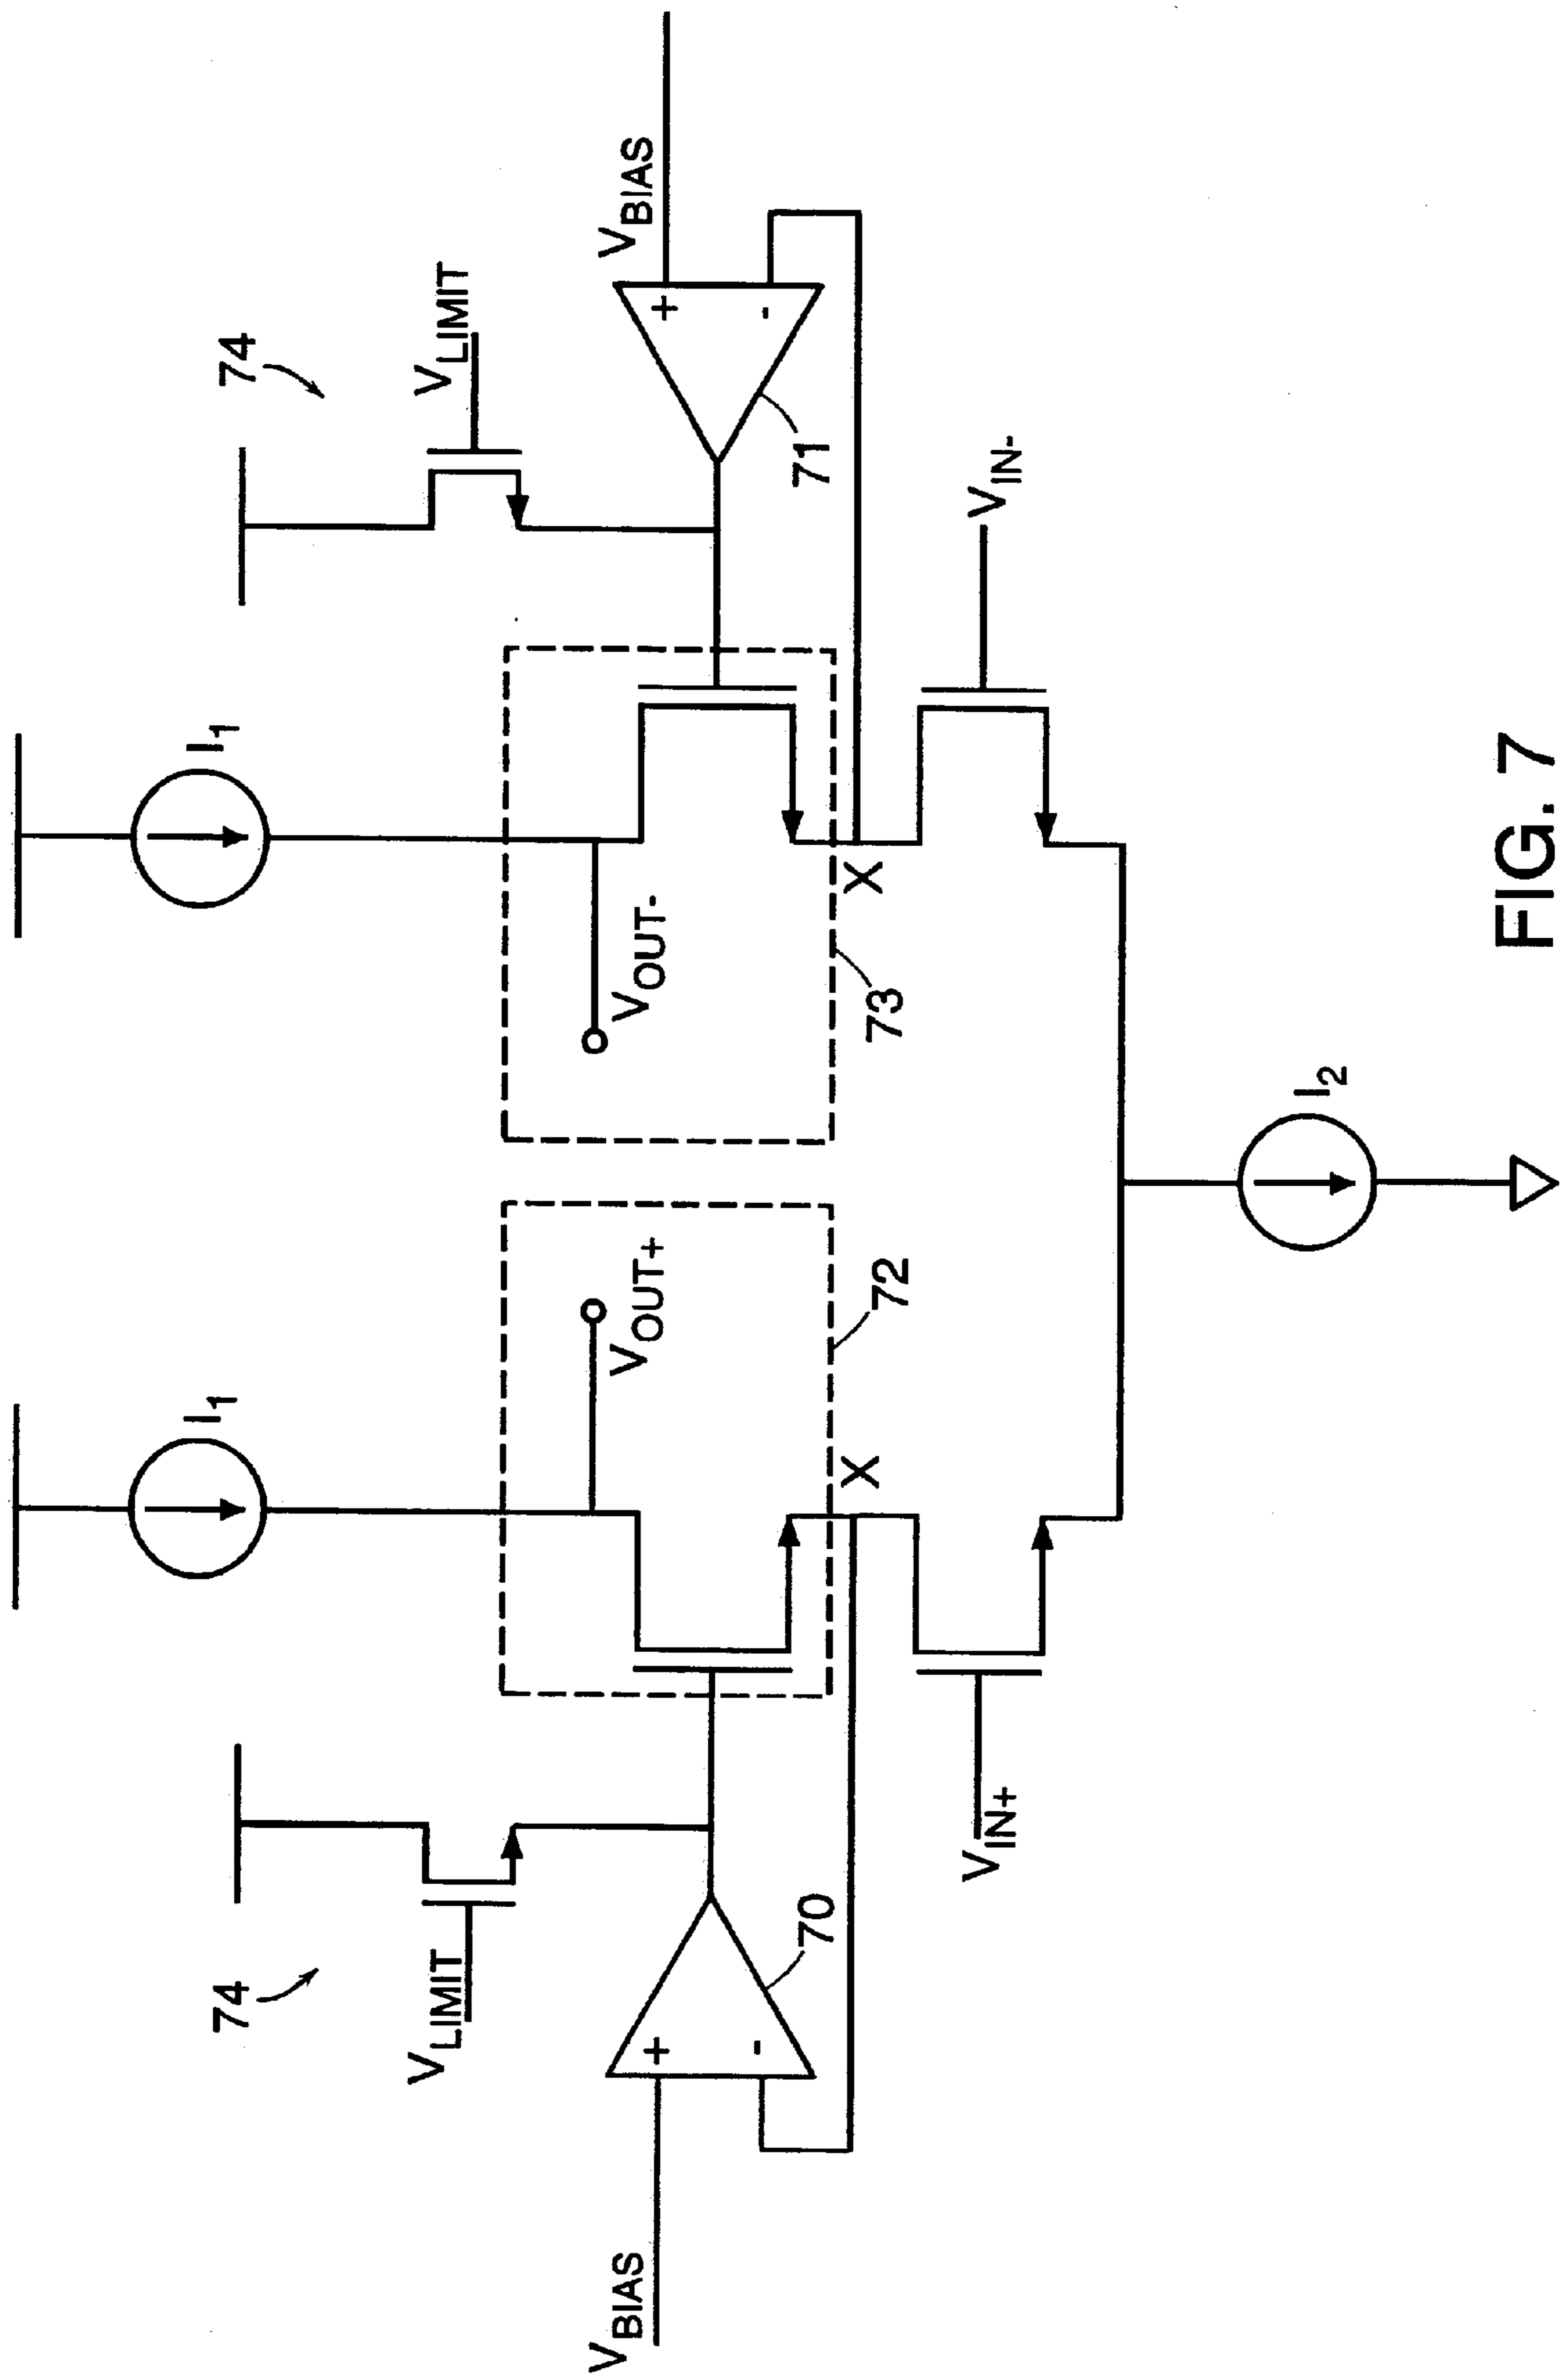 I1
I1
74
74
VLIMIT
VLIMIT
VBIAS
+
-
70
VOUT+
VOUT-
VBIAS
+
-
71
72
73
X
X
VIN+
VIN-
I2
FIG. 7